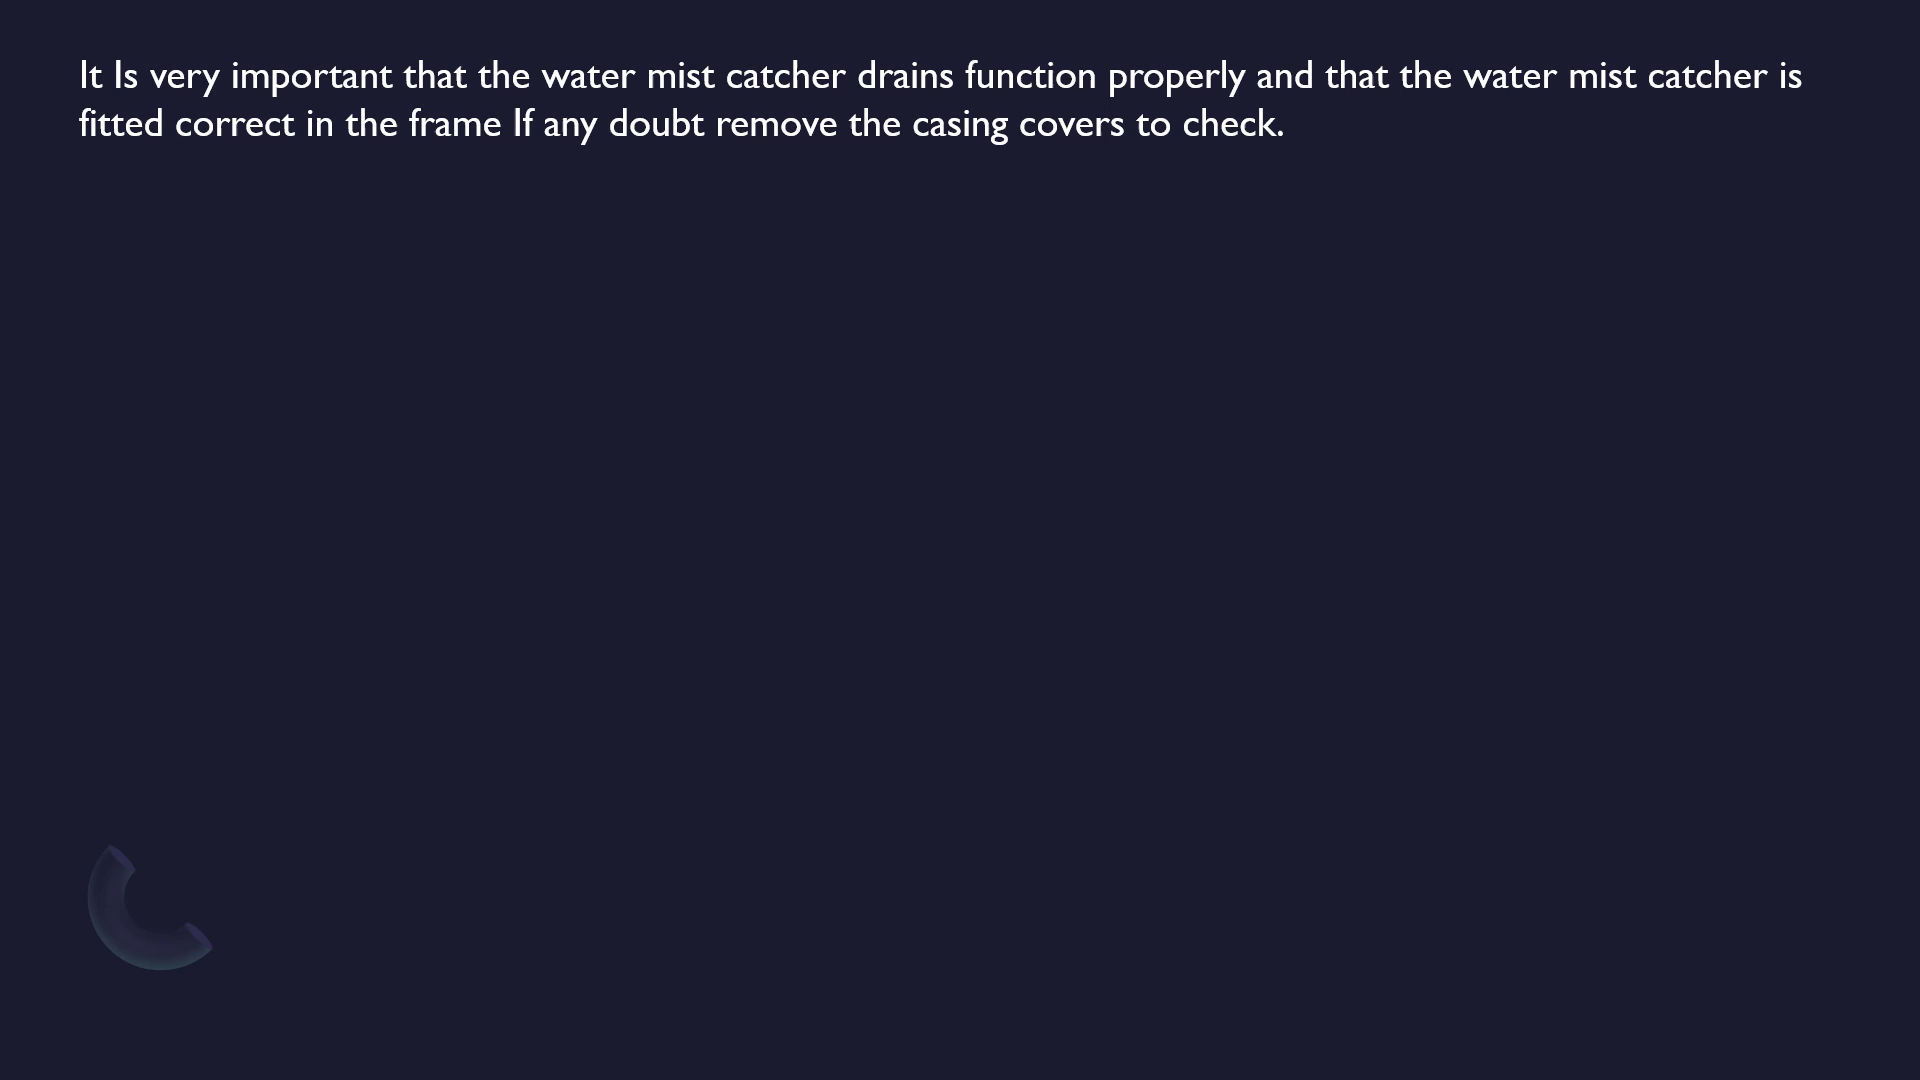 It Is very important that the water mist catcher drains function properly and that the water mist catcher is
fitted correct in the frame If any doubt remove the casing covers to check.